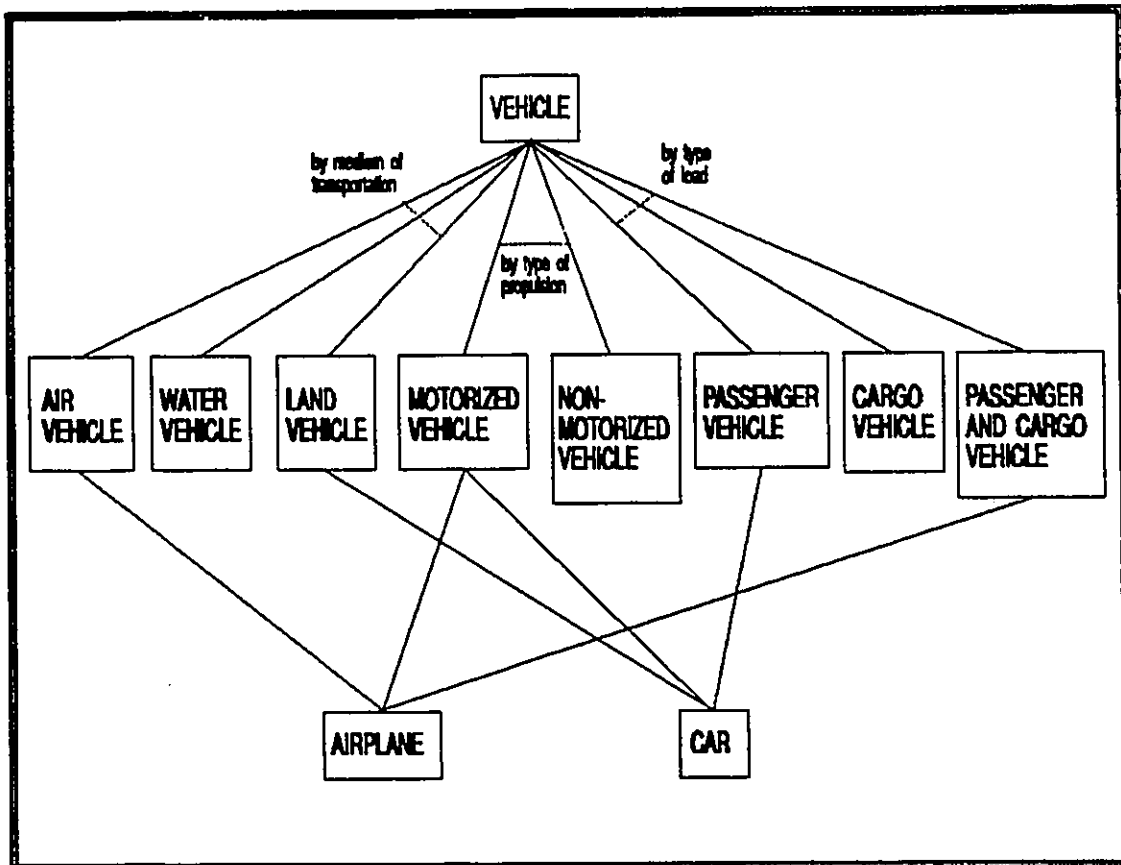 VEHICLE
by medium of
transportation
by type
of load
by type of
propulsion
AIR
VEHICLE
WATER
VEHICLE
LAND
VEHICLE
MOTORIZED
VEHICLE
NON-
MOTORIZED
VEHICLE
PASSENGER
VEHICLE
CARGO
VEHICLE
PASSENGER
AND CARGO
VEHICLE
AIRPLANE
CAR